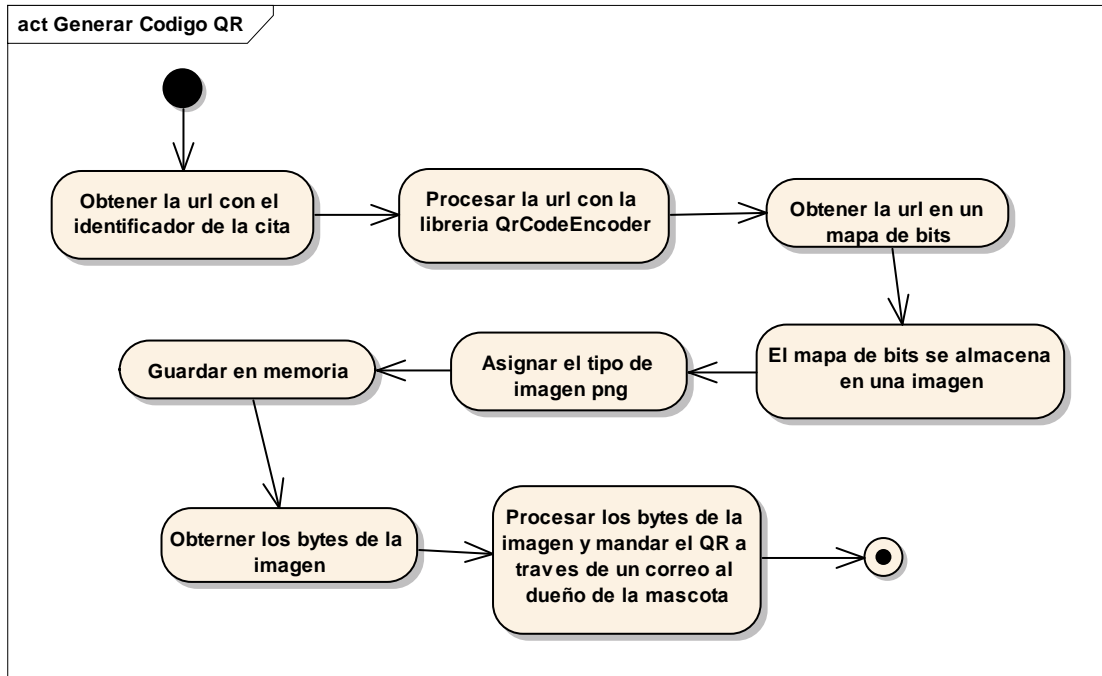 act Generar Codigo QR
Obtener la url con el
identificador de la cita
Procesar la url con la
libreria QrCodeEncoder
Obtener la url en un
mapa de bits
El mapa de bits se almacena
en una imagen
Asignar el tipo de
imagen png
Guardar en memoria
Obterner los bytes de la
imagen
Procesar los bytes de la
imagen y mandar el QR a
traves de un correo al
dueño de la mascota